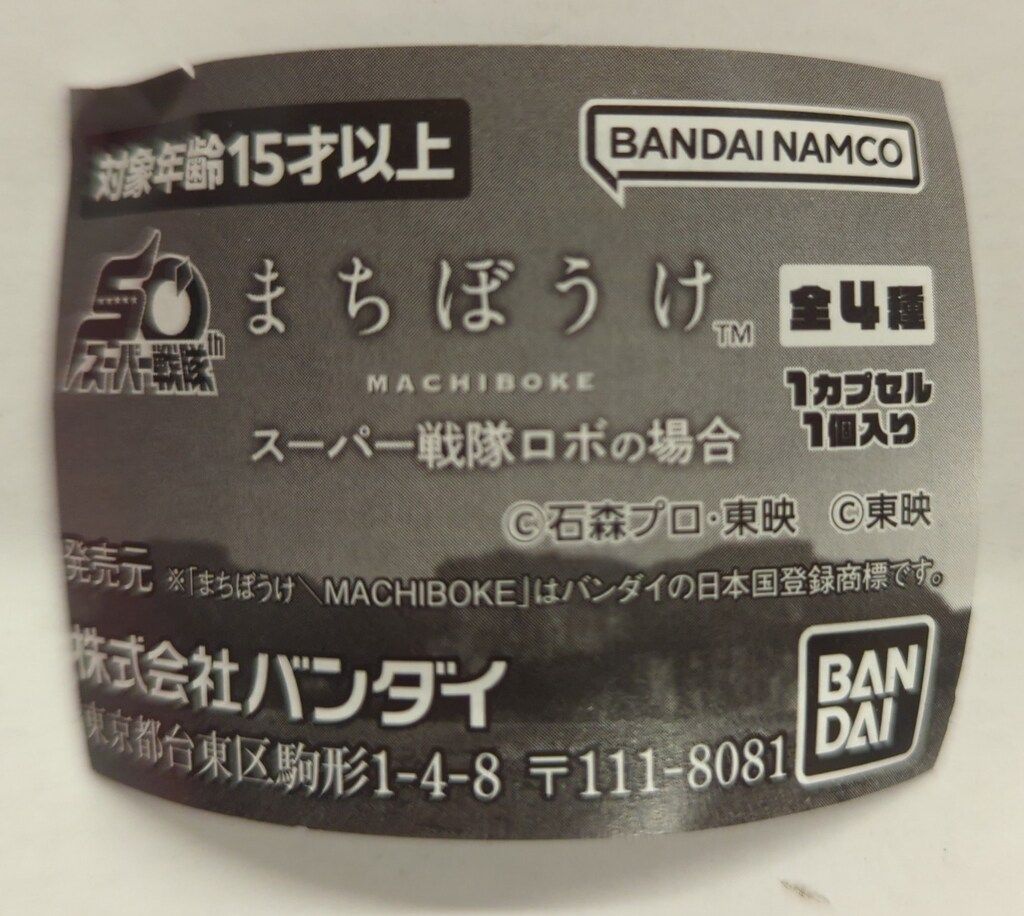 対象年齢15才以上
BANDAI NAMCO
50th
スーパー戦隊
まちぼうけTM
MACHIBOKE
スーパー戦隊ロボの場合
全4種
1カプセル
1個入り
©石森プロ・東映 ©東映
発売元
※「まちぼうけ＼MACHIBOKE」はバンダイの日本国登録商標です。
株式会社バンダイ
東京都台東区駒形1-4-8 〒111-8081
BAN
DAI